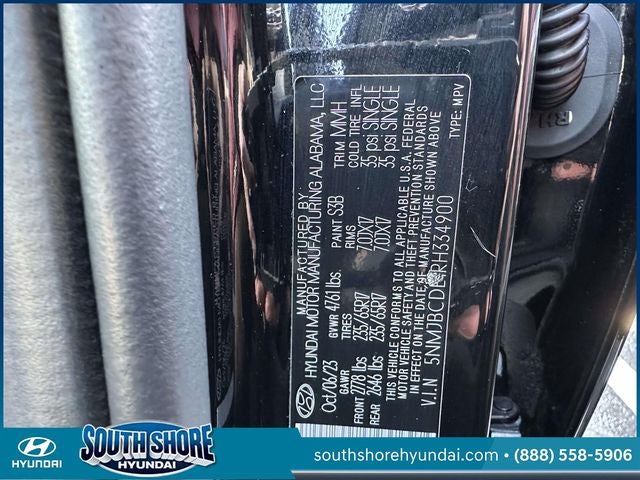 MANUFACTURED BY
HYUNDAI MOTOR MANUFACTURING ALABAMA, LLC
Oct/06/23 GVWR 4761 lbs. PAINT S3B TRIM MMH
GAWR TIRES RIMS COLD TIRE INFL
FRONT 2778 lbs 235/65R17 7.0JX17 35 psi SINGLE
REAR 2646 lbs 235/65R17 7.0JX17 35 psi SINGLE
THIS VEHICLE CONFORMS TO ALL APPLICABLE U.S.A. FEDERAL
MOTOR VEHICLE SAFETY AND THEFT PREVENTION STANDARDS
IN EFFECT ON THE DATE OF MANUFACTURE SHOWN ABOVE
V.I.N TYPE: MPV
HYUNDAI
SOUTH SHORE
HYUNDAI
southshorehyundai.com • (888) 558-5906